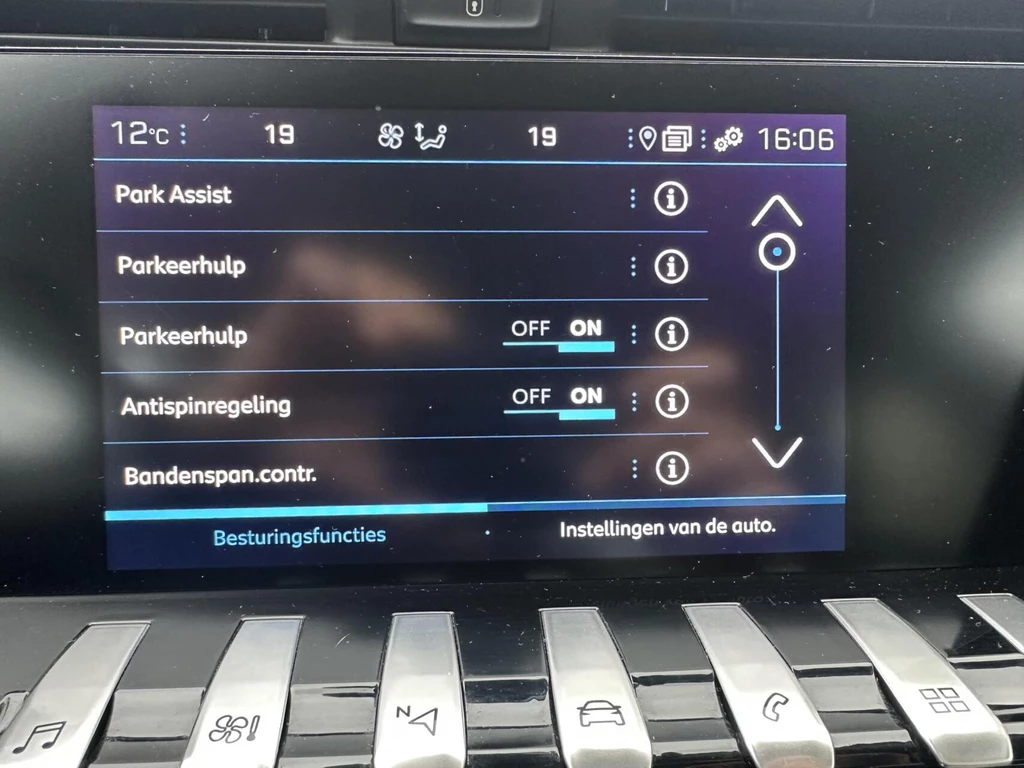 12°C 19 19 16:06
Park Assist
Parkeerhulp
Parkeerhulp OFF ON
Antispinregeling OFF ON
Bandenspan.contr.
Besturingsfuncties Instellingen van de auto.
N